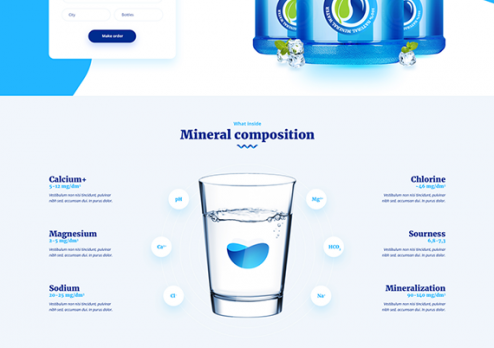 City
Bottles
Make order
100% NATURAL MINERAL WATER
What Inside
Mineral composition
Calcium+
5-12 mg/dm³
Vestibulum non nisl tincidunt, pulvinar
nibh sed, accumsan dui. In purus dolor.
Magnesium
2-5 mg/dm³
Vestibulum non nisl tincidunt, pulvinar
nibh sed, accumsan dui. In purus dolor.
Sodium
20-25 mg/dm³
Vestibulum non nisl tincidunt, pulvinar
nibh sed, accumsan dui. In purus dolor.
pH
Ca²⁺
Cl
Mg²⁺
HCO₃
Na⁺
Chlorine
Vestibulum non nisl tincidunt, pulvinar
nibh sed, accumsan dui. In purus dolor.
Sourness
6,8-7,3
Vestibulum non nisl tincidunt, pulvinar
nibh sed, accumsan dui. In purus dolor.
Mineralization
90-140 mg/dm³
Vestibulum non nisl tincidunt, pulvinar
nibh sed, accumsan dui. In purus dolor.